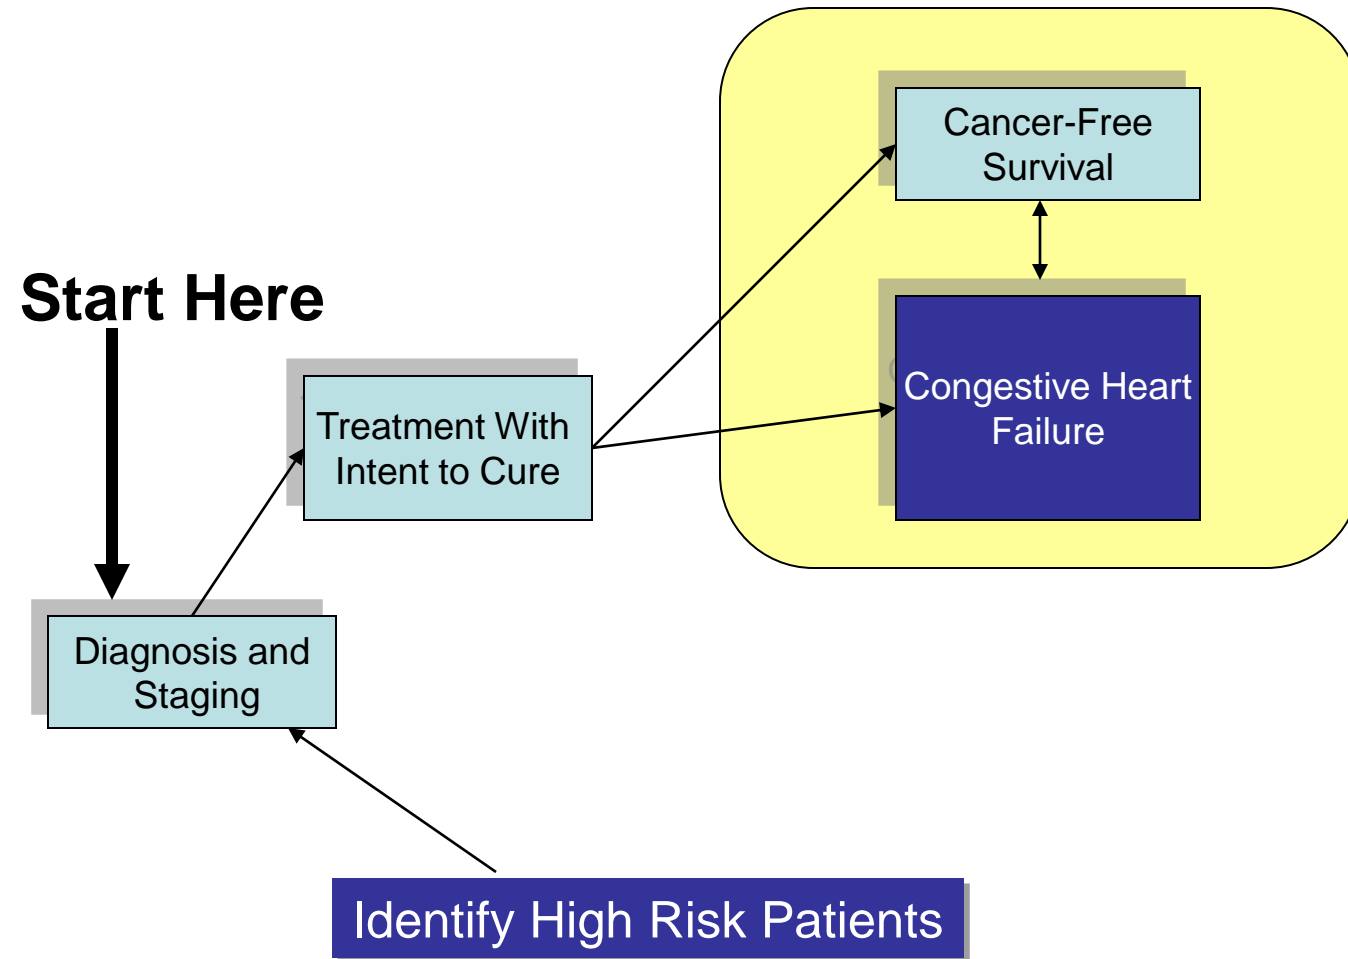 Cancer-Free
Survival
Start Here
Congestive Heart
Failure
Treatment With
Intent to Cure
Diagnosis and
Staging
Identify High Risk Patients